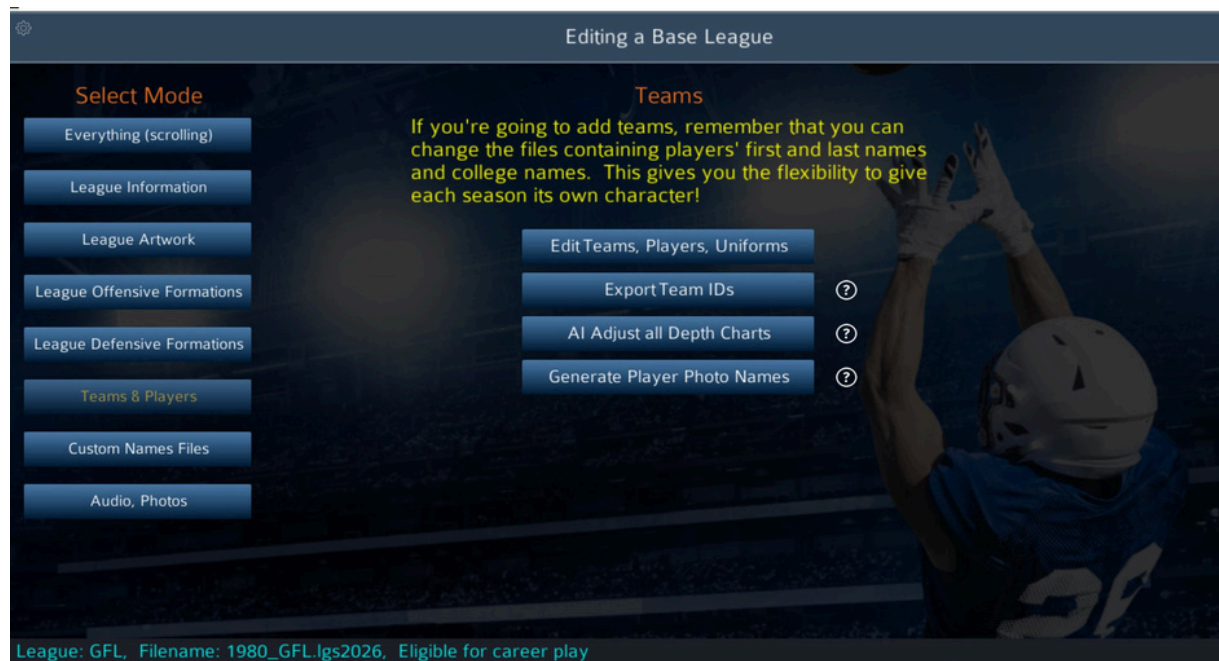 Editing a Base League
Select Mode
Everything (scrolling)
League Information
League Artwork
League Offensive Formations
League Defensive Formations
Teams & Players
Custom Names Files
Audio, Photos
Teams
If you're going to add teams, remember that you can
change the files containing players' first and last names
and college names.  This gives you the flexibility to give
each season its own character!
Edit Teams, Players, Uniforms
Export Team IDs
?
AI Adjust all Depth Charts
?
Generate Player Photo Names
?
League: GFL,  Filename: 1980_GFL.lgs2026,  Eligible for career play